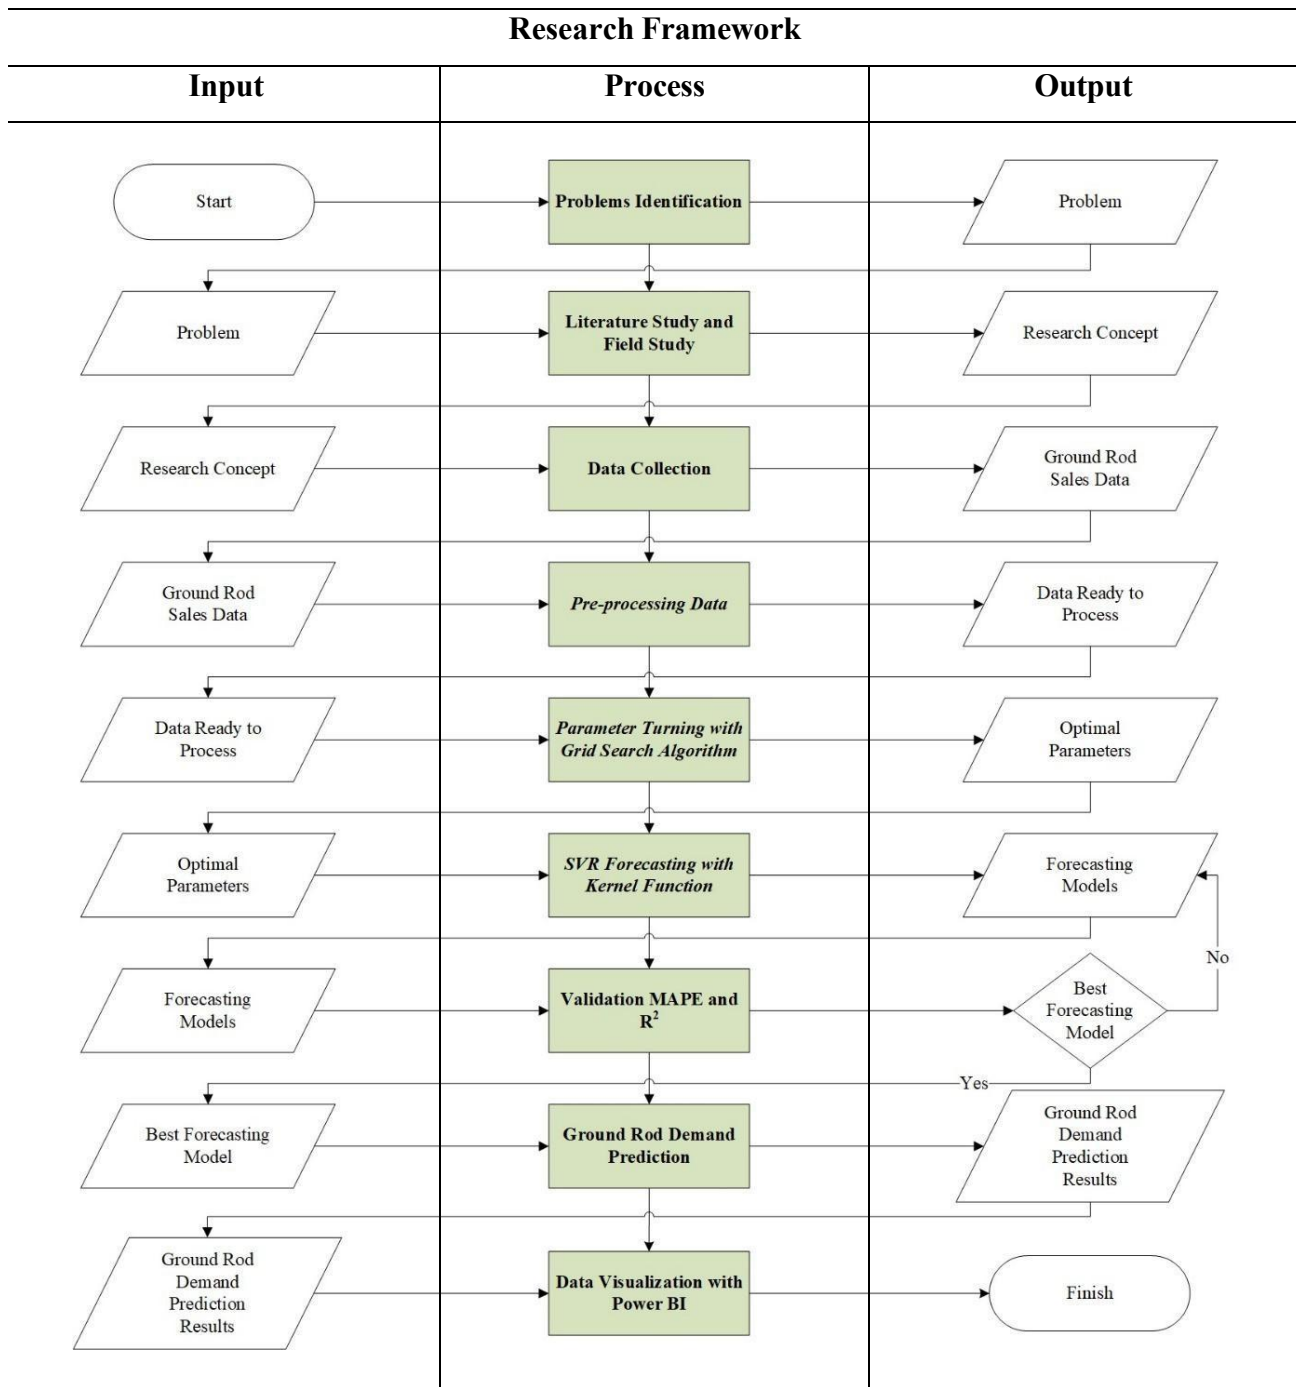 Research Framework
Input
Process
Output
Start
Problems Identification
Problem
Problem
Literature Study and
Field Study
Research Concept
Research Concept
Data Collection
Ground Rod
Sales Data
Ground Rod
Sales Data
Pre-processing Data
Data Ready to
Process
Data Ready to
Process
Parameter Turning with
Grid Search Algorithm
Optimal
Parameters
Optimal
Parameters
SVR Forecasting with
Kernel Function
Forecasting
Models
No
Forecasting
Models
Validation MAPE and
R²
Best
Forecasting
Model
Yes
Best Forecasting
Model
Ground Rod Demand
Prediction
Ground Rod
Demand
Prediction
Results
Ground Rod
Demand
Prediction
Results
Data Visualization with
Power BI
Finish